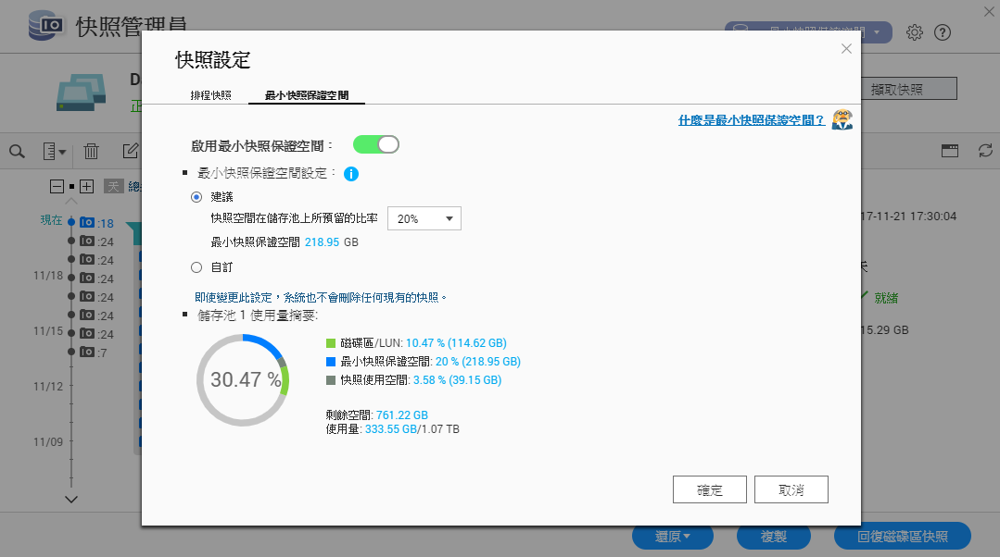 快照管理員
快照設定
排程快照
最小快照保證空間
擷取快照
什麼是最小快照保證空間？
啟用最小快照保證空間：
最小快照保證空間設定：
建議
快照空間在儲存池上所預留的比率
20%
最小快照保證空間 218.95 GB
自訂
即使變更此設定，系統也不會刪除任何現有的快照。
儲存池 1 使用量摘要:
30.47 %
磁碟區/LUN: 10.47 % (114.62 GB)
最小快照保證空間: 20 % (218.95 GB)
快照使用空間: 3.58 % (39.15 GB)
剩餘空間: 761.22 GB
使用量: 333.55 GB/1.07 TB
確定
取消
天
現在
:18
:24
:24
11/18
:24
:24
:24
11/15
:24
:7
11/12
11/09
17-11-21 17:30:04
就緒
15.29 GB
還原
複製
回復磁碟區快照